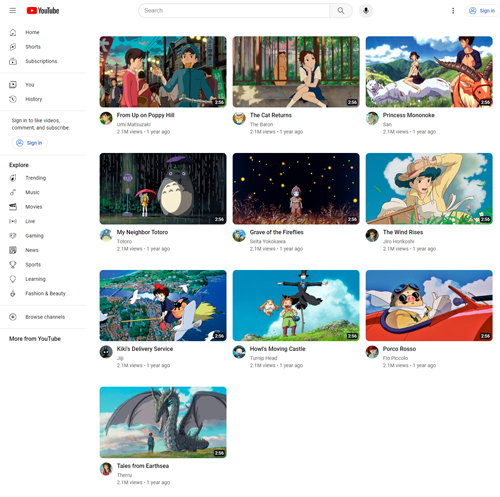 YouTube
Search
Sign in
Home
Shorts
Subscriptions
You
History
Sign in to like videos,
comment, and subscribe.
Sign in
Explore
Trending
Music
Movies
Live
Gaming
News
Sports
Learning
Fashion & Beauty
Browse channels
More from YouTube
2:56
From Up on Poppy Hill
Umi Matsuzaki
2.1M views • 1 year ago
2:56
The Cat Returns
The Baron
2.1M views • 1 year ago
2:56
Princess Mononoke
San
2.1M views • 1 year ago
2:56
My Neighbor Totoro
Totoro
2.1M views • 1 year ago
2:56
Grave of the Fireflies
Seita Yokokawa
2.1M views • 1 year ago
2:56
The Wind Rises
Jiro Horikoshi
2.1M views • 1 year ago
2:56
Kiki's Delivery Service
Jiji
2.1M views • 1 year ago
2:56
Howl's Moving Castle
Turnip Head
2.1M views • 1 year ago
2:56
Porco Rosso
Fio Piccolo
2.1M views • 1 year ago
2:56
Tales from Earthsea
Therru
2.1M views • 1 year ago